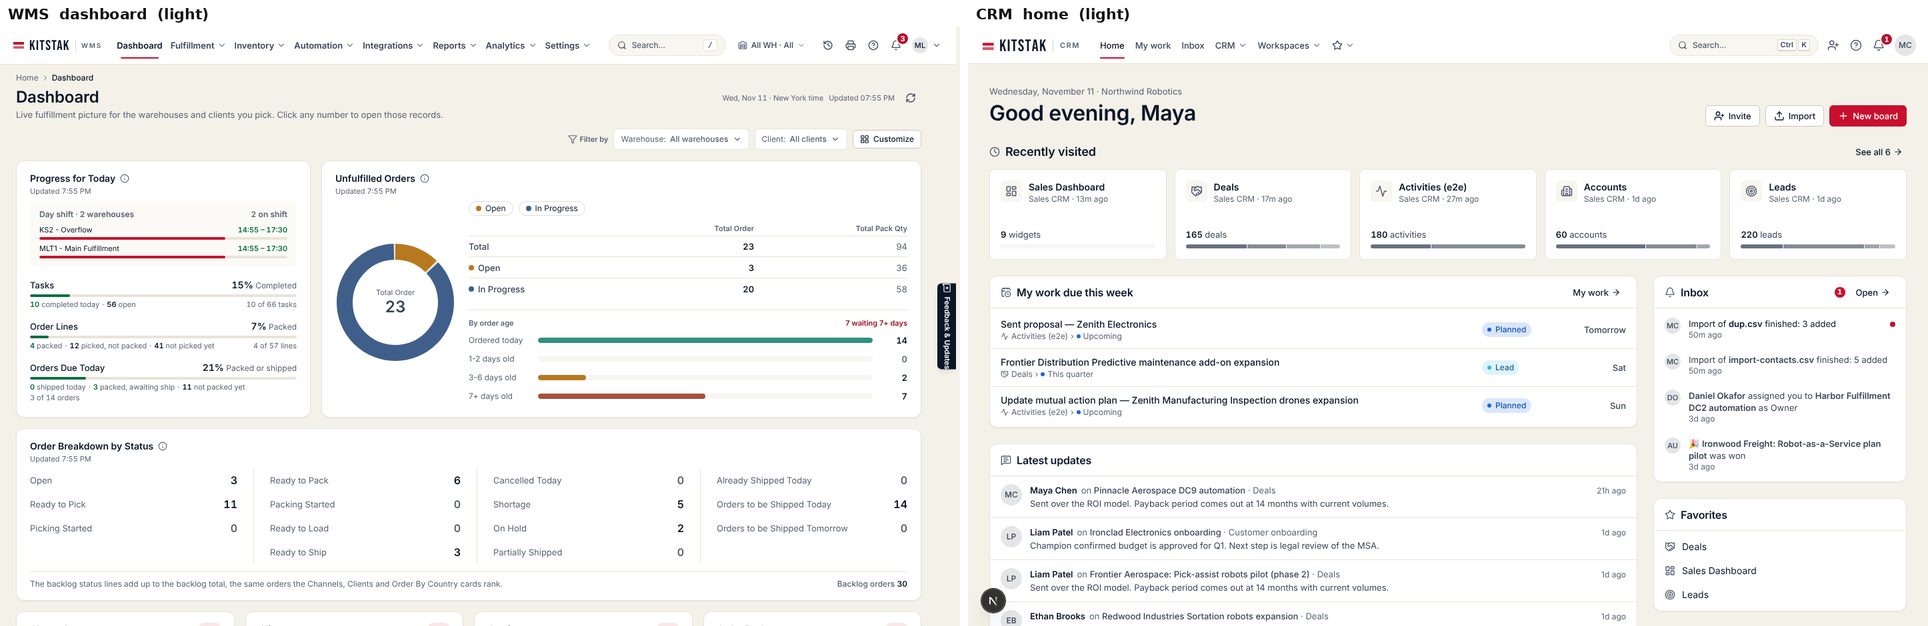 WMS dashboard (light)
KITSTAK WMS Dashboard Fulfillment Inventory Automation Integrations Reports Analytics Settings Search... / All WH · All 3 ML
Home > Dashboard
Dashboard
Live fulfillment picture for the warehouses and clients you pick. Click any number to open those records.
Wed, Nov 11 · New York time Updated 07:55 PM
Filter by Warehouse: All warehouses Client: All clients Customize
Progress for Today
Updated 7:55 PM
Day shift · 2 warehouses 2 on shift
KS2 - Overflow 14:55 – 17:30
MLT1 - Main Fulfillment 14:55 – 17:30
Tasks 15% Completed
10 completed today · 56 open 10 of 66 tasks
Order Lines 7% Packed
4 packed · 12 picked, not packed · 41 not picked yet 4 of 57 lines
Orders Due Today 21% Packed or shipped
0 shipped today · 3 packed, awaiting ship · 11 not packed yet
3 of 14 orders
Unfulfilled Orders
Updated 7:55 PM
Open In Progress
Total Order
23
Total Order Total Pack Qty
Total 23 94
Open 3 36
In Progress 20 58
By order age 7 waiting 7+ days
Ordered today 14
1-2 days old 0
3-6 days old 2
7+ days old 7
Feedback & Updates
Order Breakdown by Status
Updated 7:55 PM
Open 3
Ready to Pick 11
Picking Started 0
Ready to Pack 6
Packing Started 0
Ready to Load 0
Ready to Ship 3
Cancelled Today 0
Shortage 5
On Hold 2
Partially Shipped 0
Already Shipped Today 0
Orders to be Shipped Today 14
Orders to be Shipped Tomorrow 0
The backlog status lines add up to the backlog total, the same orders the Channels, Clients and Order By Country cards rank. Backlog orders 30
CRM home (light)
KITSTAK CRM Home My work Inbox CRM Workspaces Search... Ctrl K 1 MC
Wednesday, November 11 · Northwind Robotics
Good evening, Maya
Invite Import + New board
Recently visited See all 6 →
Sales Dashboard
Sales CRM · 13m ago
9 widgets
Deals
Sales CRM · 17m ago
165 deals
Activities (e2e)
Sales CRM · 27m ago
180 activities
Accounts
Sales CRM · 1d ago
60 accounts
Leads
Sales CRM · 1d ago
220 leads
My work due this week My work →
Sent proposal — Zenith Electronics Planned Tomorrow
Activities (e2e) › Upcoming
Frontier Distribution Predictive maintenance add-on expansion Lead Sat
Deals › This quarter
Update mutual action plan — Zenith Manufacturing Inspection drones expansion Planned Sun
Activities (e2e) › Upcoming
Latest updates
MC Maya Chen on Pinnacle Aerospace DC9 automation · Deals 21h ago
Sent over the ROI model. Payback period comes out at 14 months with current volumes.
LP Liam Patel on Ironclad Electronics onboarding · Customer onboarding 1d ago
Champion confirmed budget is approved for Q1. Next step is legal review of the MSA.
LP Liam Patel on Frontier Aerospace: Pick-assist robots pilot (phase 2) · Deals 1d ago
Sent over the ROI model. Payback period comes out at 14 months with current volumes.
EB Ethan Brooks on Redwood Industries Sortation robots expansion · Deals 1d ago
N
Inbox 1 Open →
MC Import of dup.csv finished: 3 added
50m ago
MC Import of import-contacts.csv finished: 5 added
50m ago
DO Daniel Okafor assigned you to Harbor Fulfillment
DC2 automation as Owner
3d ago
AU 🎉 Ironwood Freight: Robot-as-a-Service plan
pilot was won
3d ago
Favorites
Deals
Sales Dashboard
Leads